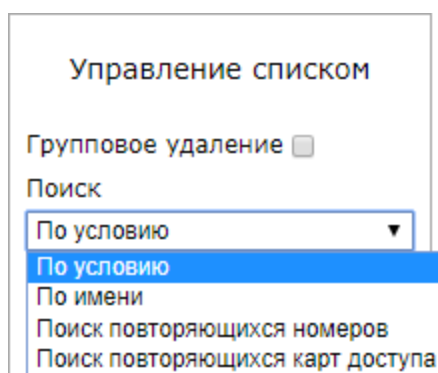 Управление списком
Групповое удаление
Поиск
По условию
По условию
По имени
Поиск повторяющихся номеров
Поиск повторяющихся карт доступа